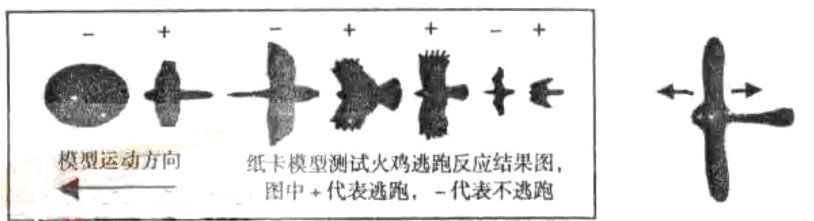 − + − + + − +
模型运动方向
纸卡模型测试火鸡逃跑反应结果图,
图中+代表逃跑, −代表不逃跑